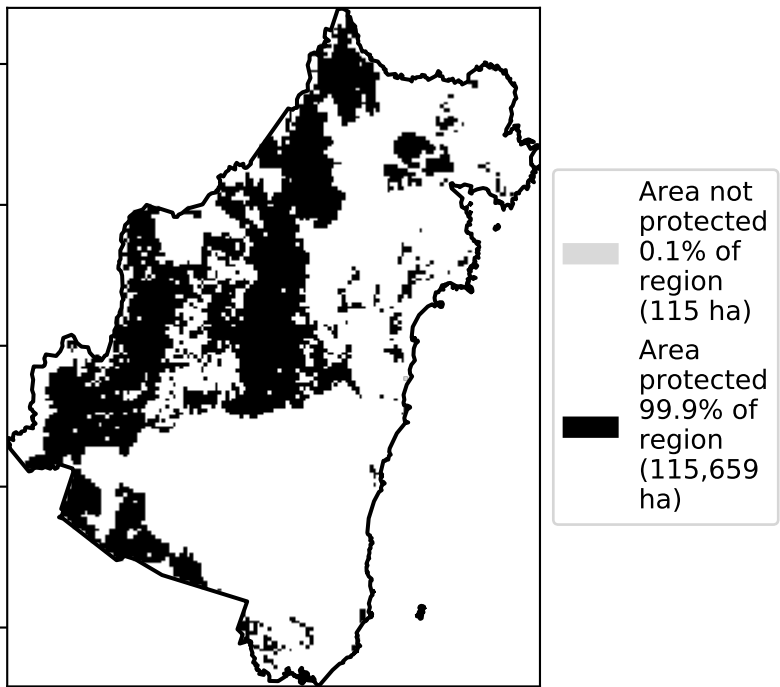 Area not
protected
0.1% of
region
(115 ha)
Area
protected
99.9% of
region
(115,659
ha)